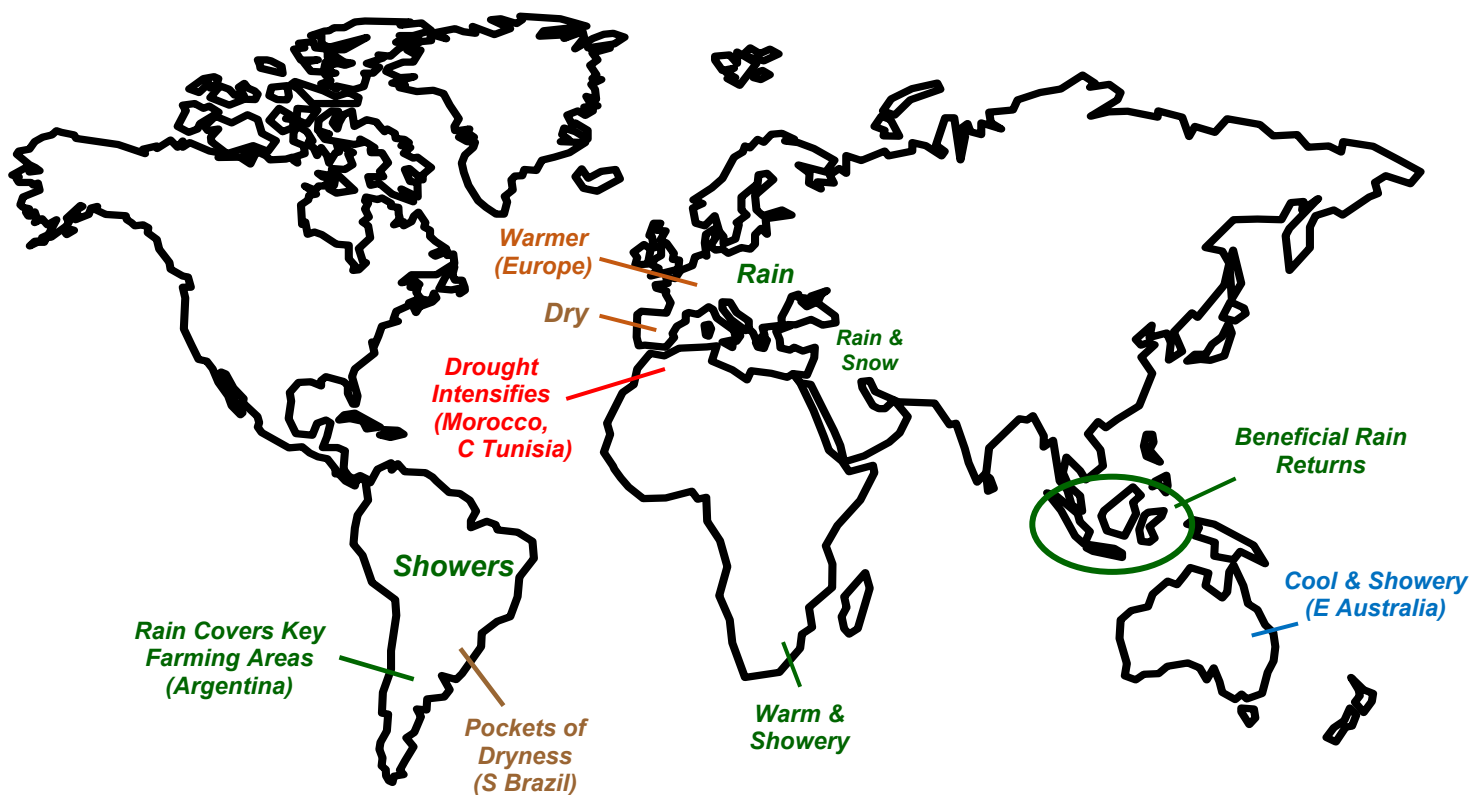 Warmer
(Europe)
Rain
Dry
Rain &
Snow
Drought
Intensifies
(Morocco,
C Tunisia)
Beneficial Rain
Returns
Showers
Cool & Showery
(E Australia)
Rain Covers Key
Farming Areas
(Argentina)
Pockets of
Dryness
(S Brazil)
Warm &
Showery